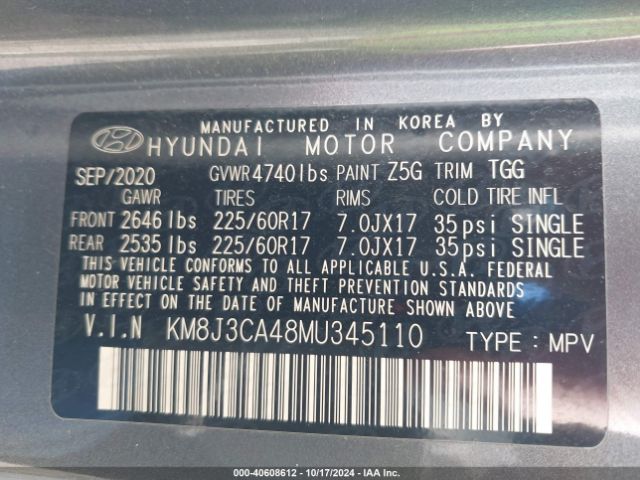 MANUFACTURED IN KOREA BY
HYUNDAI MOTOR COMPANY
SEP/2020 GVWR 4740 lbs PAINT Z5G TRIM TGG
GAWR TIRES RIMS COLD TIRE INFL
FRONT 2646 lbs 225/60R17 7.0JX17 35psi SINGLE
REAR 2535 lbs 225/60R17 7.0JX17 35psi SINGLE
THIS VEHICLE CONFORMS TO ALL APPLICABLE U.S.A. FEDERAL
MOTOR VEHICLE SAFETY AND THEFT PREVENTION STANDARDS
IN EFFECT ON THE DATE OF MANUFACTURE SHOWN ABOVE
V.I.N KM8J3CA48MU345110 TYPE : MPV
000-40608612 - 10/17/2024 - IAA Inc.